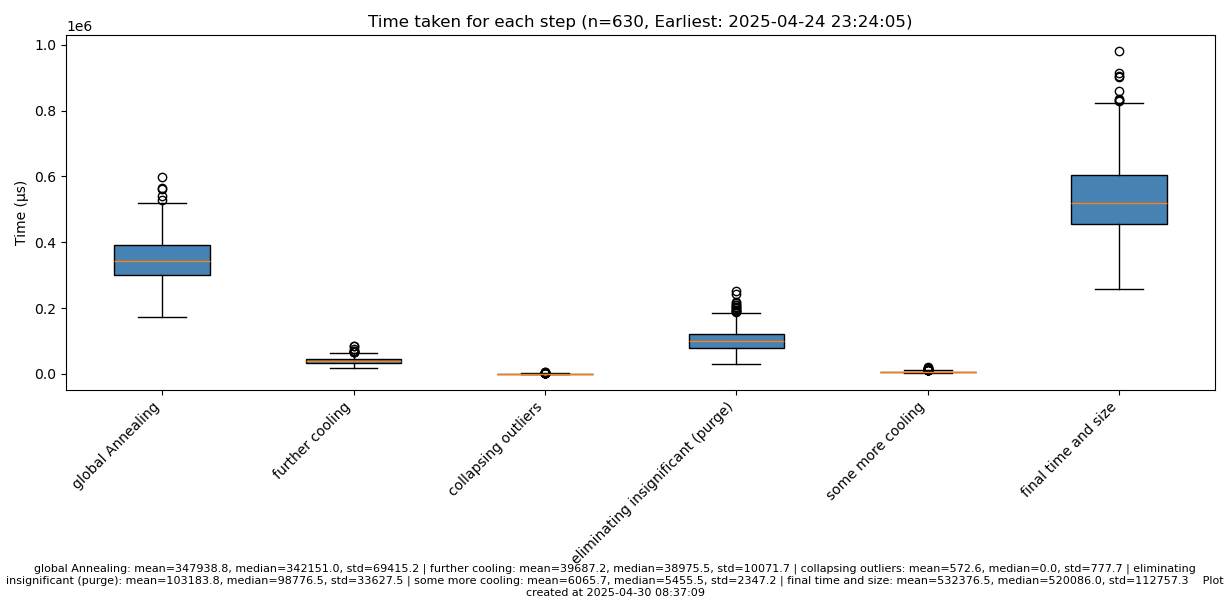 Time taken for each step (n=630, Earliest: 2025-04-24 23:24:05)
1e6
1.0
0.8
0.6
0.4
0.2
0.0
Time (µs)
global Annealing
further cooling
collapsing outliers
eliminating insignificant (purge)
some more cooling
final time and size
global Annealing: mean=347938.8, median=342151.0, std=69415.2 | further cooling: mean=39687.2, median=38975.5, std=10071.7 | collapsing outliers: mean=572.6, median=0.0, std=777.7 | eliminating
insignificant (purge): mean=103183.8, median=98776.5, std=33627.5 | some more cooling: mean=6065.7, median=5455.5, std=2347.2 | final time and size: mean=532376.5, median=520086.0, std=112757.3 Plot
created at 2025-04-30 08:37:09